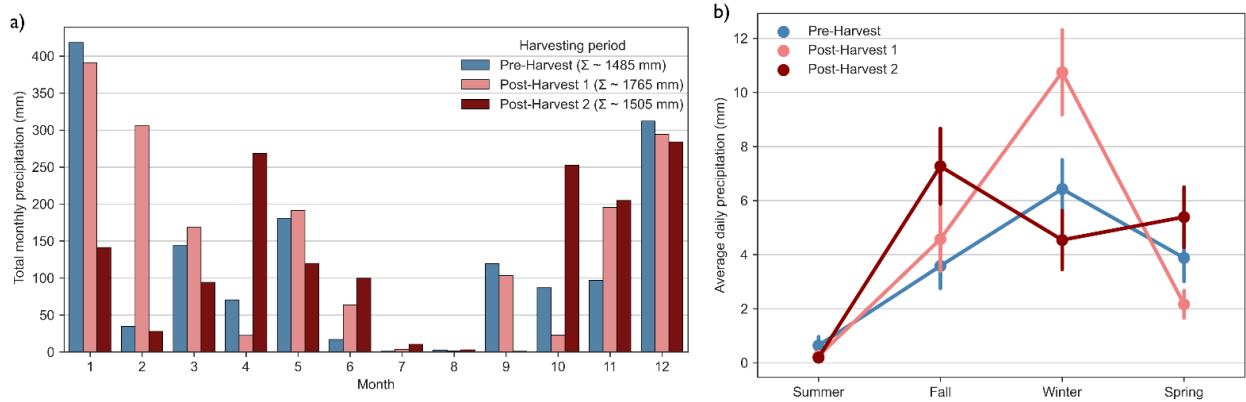 a)
Total monthly precipitation (mm)
400
350
300
250
200
150
100
50
0
Harvesting period
Pre-Harvest (Σ ~ 1485 mm)
Post-Harvest 1 (Σ ~ 1765 mm)
Post-Harvest 2 (Σ ~ 1505 mm)
1 2 3 4 5 6 7 8 9 10 11 12
Month
b)
Average daily precipitation (mm)
12
10
8
6
4
2
0
Pre-Harvest
Post-Harvest 1
Post-Harvest 2
Summer Fall Winter Spring